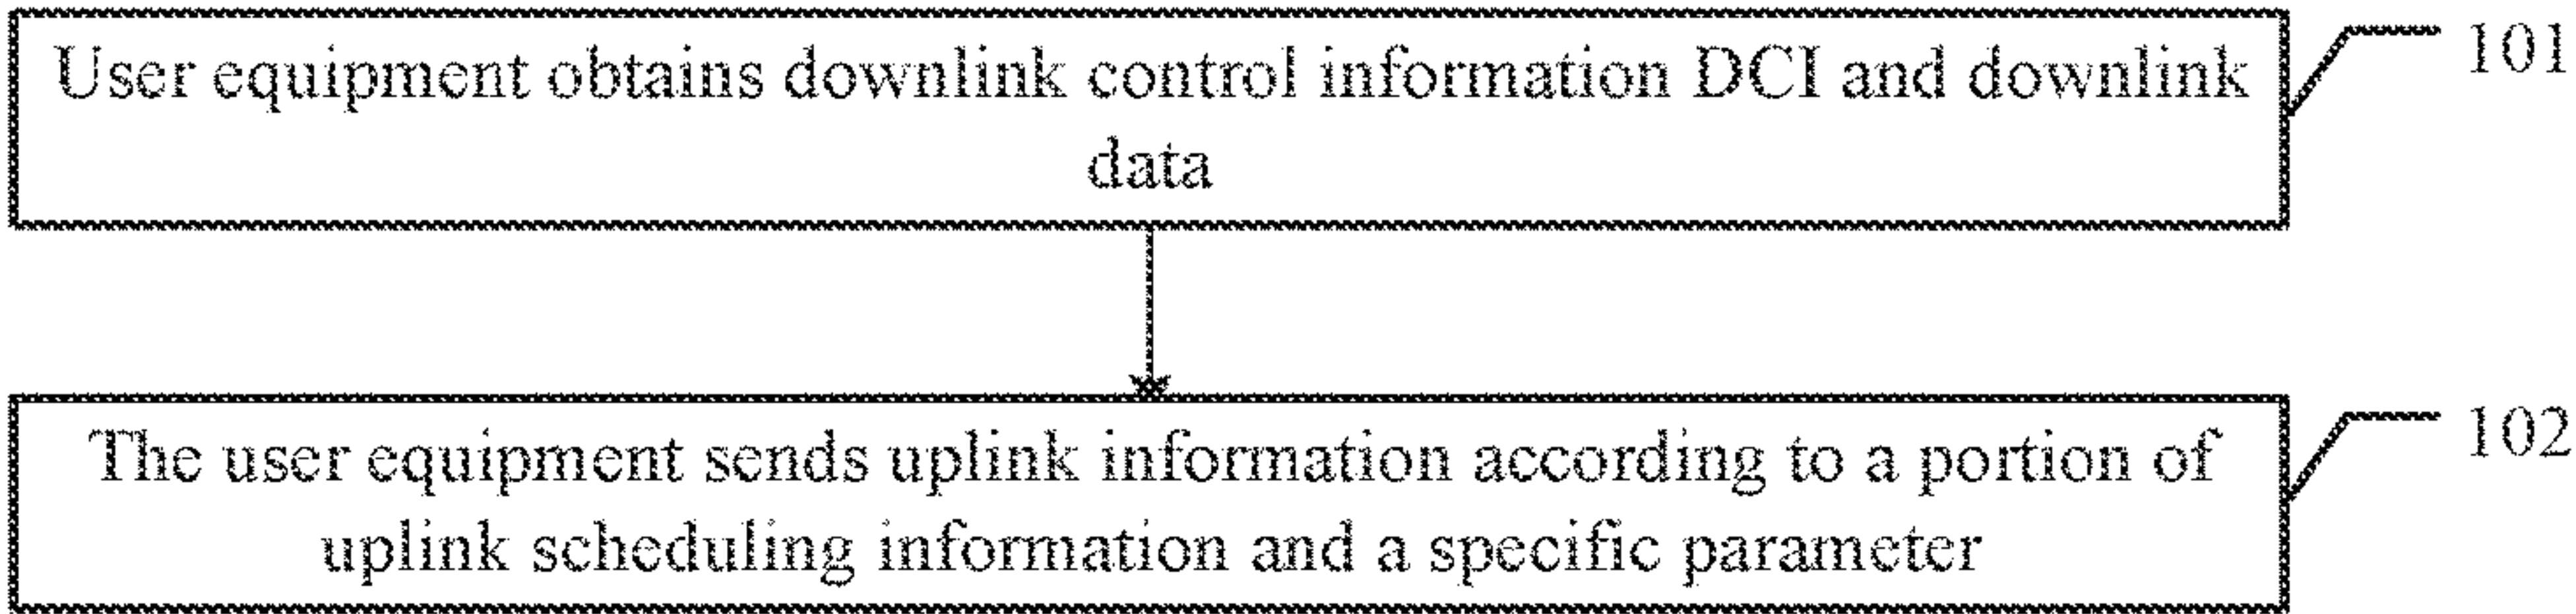 User equipment obtains downlink control information DCI and downlink
data
101
The user equipment sends uplink information according to a portion of
uplink scheduling information and a specific parameter
102